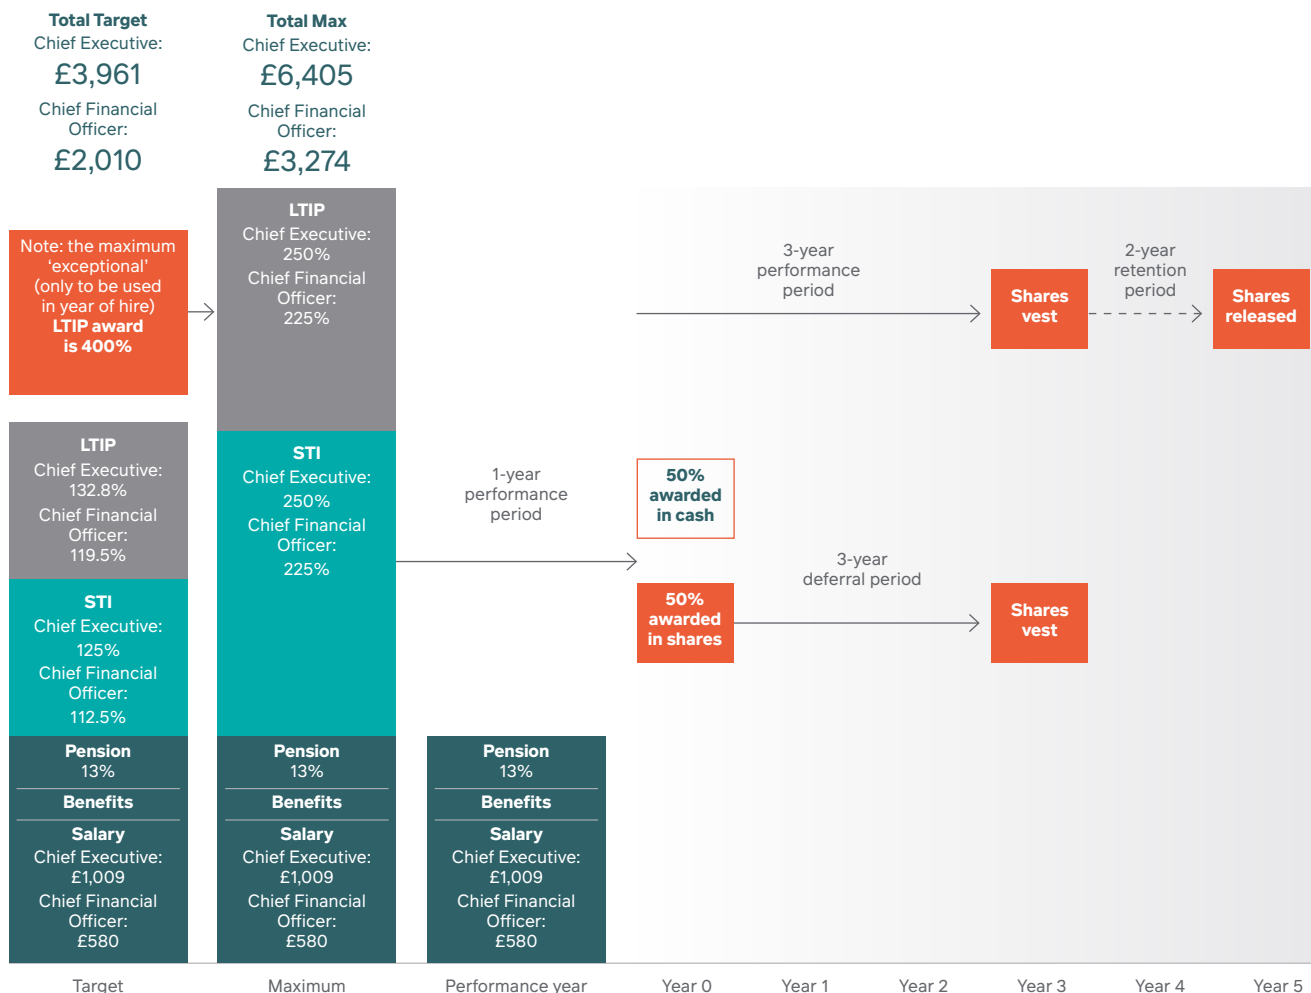 Total Target
Chief Executive:
£3,961
Chief Financial
Officer:
£2,010
Total Max
Chief Executive:
£6,405
Chief Financial
Officer:
£3,274
Note: the maximum
‘exceptional’
(only to be used
in year of hire)
LTIP award
is 400%
LTIP
Chief Executive:
132.8%
Chief Financial
Officer:
119.5%
STI
Chief Executive:
125%
Chief Financial
Officer:
112.5%
Pension
13%
Benefits
Salary
Chief Executive:
£1,009
Chief Financial
Officer:
£580
Target
LTIP
Chief Executive:
250%
Chief Financial
Officer:
225%
STI
Chief Executive:
250%
Chief Financial
Officer:
225%
Pension
13%
Benefits
Salary
Chief Executive:
£1,009
Chief Financial
Officer:
£580
Maximum
1-year
performance
period
Pension
13%
Benefits
Salary
Chief Executive:
£1,009
Chief Financial
Officer:
£580
Performance year
3-year
performance
period
Shares
vest
2-year
retention
period
Shares
released
50%
awarded
in cash
50%
awarded
in shares
3-year
deferral period
Shares
vest
Year 0
Year 1
Year 2
Year 3
Year 4
Year 5